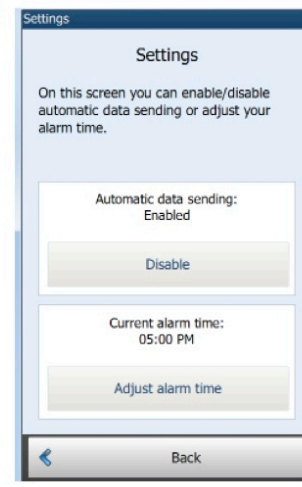 Settings
Settings
On this screen you can enable/disable
automatic data sending or adjust your
alarm time.
Automatic data sending:
Enabled
Disable
Current alarm time:
05:00 PM
Adjust alarm time
Back